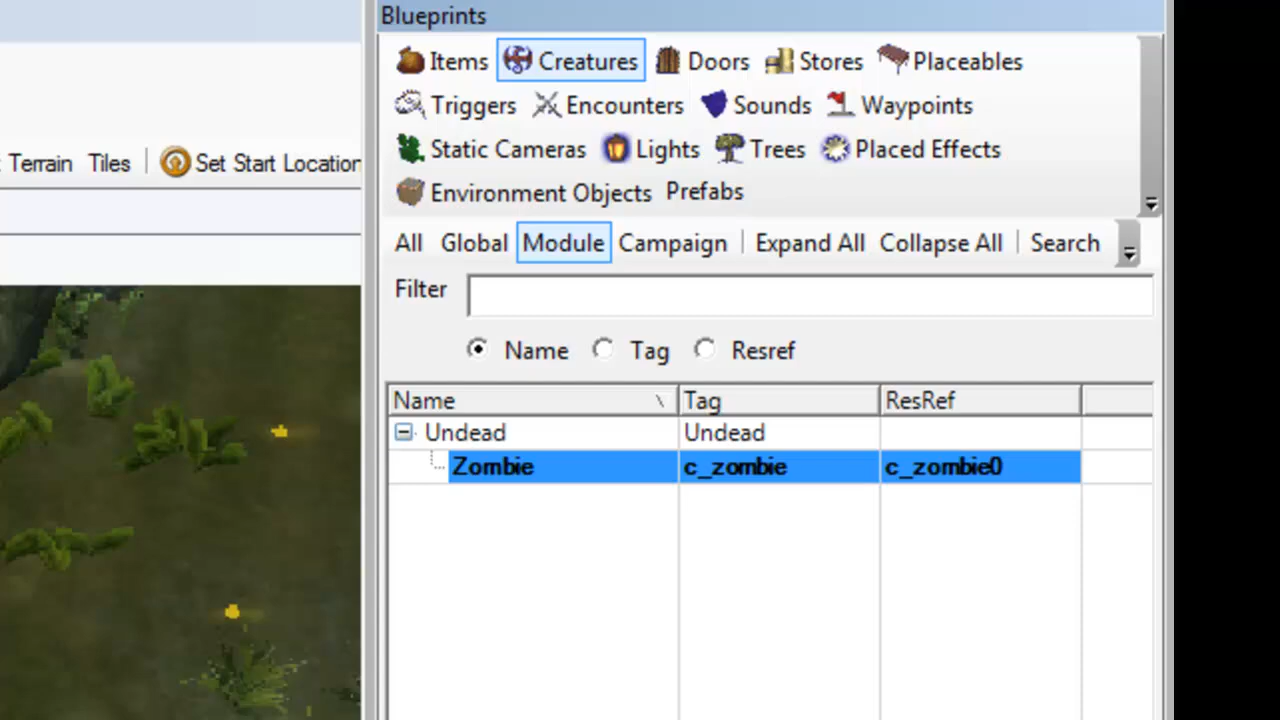 Blueprints
Items Creatures Doors Stores Placeables
Triggers Encounters Sounds Waypoints
Static Cameras Lights Trees Placed Effects
Environment Objects Prefabs
Terrain Tiles Set Start Location
All Global Module Campaign Expand All Collapse All Search
Filter
Name Tag Resref
Name Tag ResRef
Undead Undead
Zombie c_zombie c_zombie0